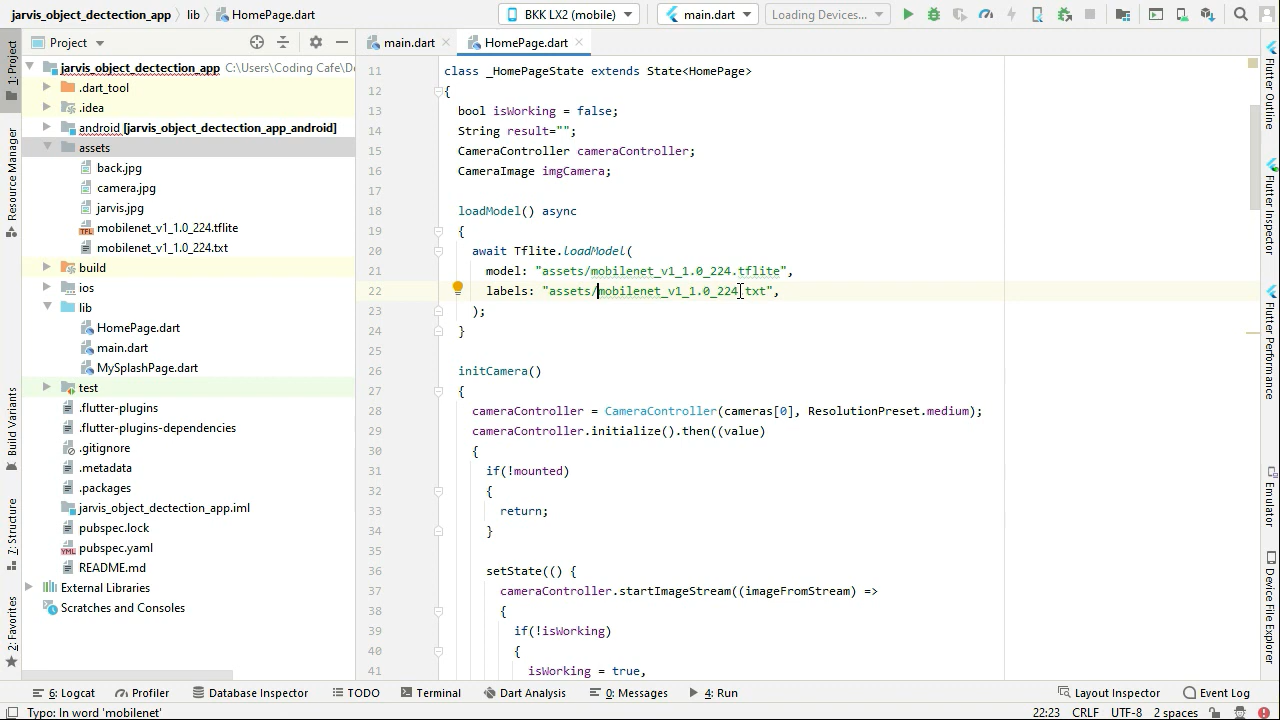 jarvis_object_dectection_app
lib
HomePage.dart
BKK LX2 (mobile)
main.dart
Loading Devices...
Project
main.dart
HomePage.dart
1: Project
Resource Manager
Build Variants
7: Structure
2: Favorites
jarvis_object_dectection_app C:\Users\Coding Cafe\De
.dart_tool
.idea
android [jarvis_object_dectection_app_android]
assets
back.jpg
camera.jpg
jarvis.jpg
mobilenet_v1_1.0_224.tflite
mobilenet_v1_1.0_224.txt
build
ios
lib
HomePage.dart
main.dart
MySplashPage.dart
test
.flutter-plugins
.flutter-plugins-dependencies
.gitignore
.metadata
.packages
jarvis_object_dectection_app.iml
pubspec.lock
pubspec.yaml
README.md
External Libraries
Scratches and Consoles
11 class _HomePageState extends State<HomePage>
12 {
13 bool isWorking = false;
14 String result="";
15 CameraController cameraController;
16 CameraImage imgCamera;
17
18 loadModel() async
19 {
20 await Tflite.loadModel(
21 model: "assets/mobilenet_v1_1.0_224.tflite",
22 labels: "assets/mobilenet_v1_1.0_224.txt",
23 );
24 }
25
26 initCamera()
27 {
28 cameraController = CameraController(cameras[0], ResolutionPreset.medium);
29 cameraController.initialize().then((value)
30 {
31 if(!mounted)
32 {
33 return;
34 }
35
36 setState(() {
37 cameraController.startImageStream((imageFromStream) =>
38 {
39 if(!isWorking)
40 {
41 isWorking = true,
Flutter Outline
Flutter Inspector
Flutter Performance
Emulator
Device File Explorer
6: Logcat
Profiler
Database Inspector
TODO
Terminal
Dart Analysis
0: Messages
4: Run
Layout Inspector
Event Log
Typo: In word 'mobilenet'
22:23
CRLF
UTF-8
2 spaces